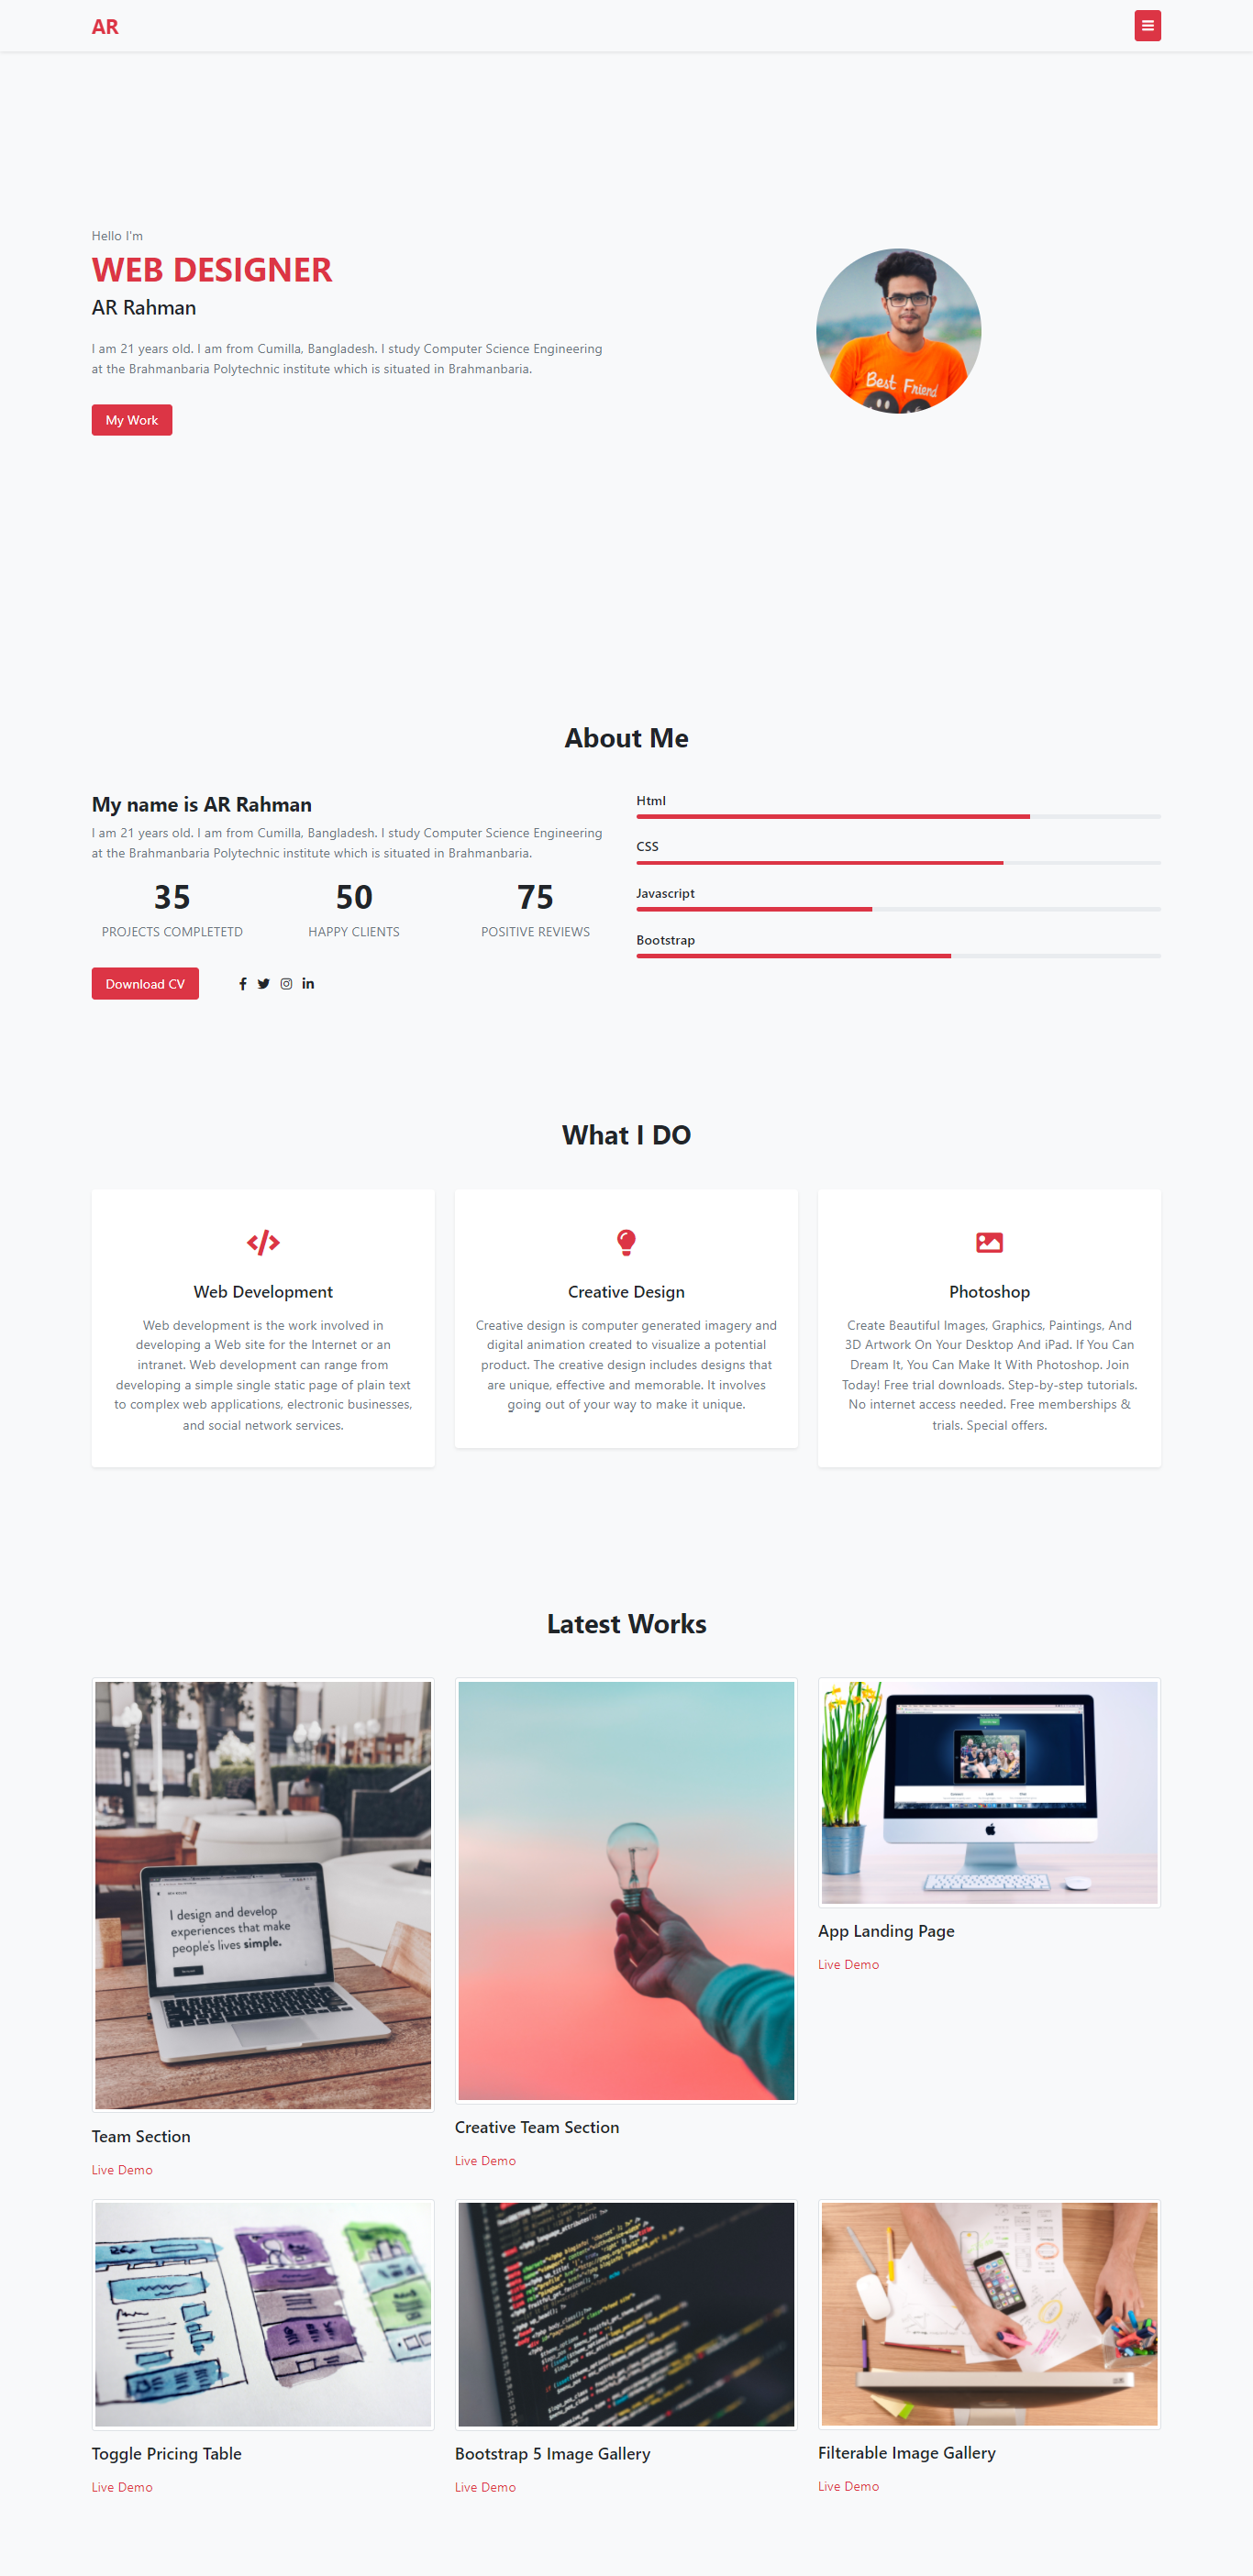 AR
Hello I'm
WEB DESIGNER
AR Rahman
I am 21 years old. I am from Cumilla, Bangladesh. I study Computer Science Engineering
at the Brahmanbaria Polytechnic institute which is situated in Brahmanbaria.
My Work
Best Friend
About Me
My name is AR Rahman
I am 21 years old. I am from Cumilla, Bangladesh. I study Computer Science Engineering
at the Brahmanbaria Polytechnic institute which is situated in Brahmanbaria.
35
50
75
PROJECTS COMPLETETD
HAPPY CLIENTS
POSITIVE REVIEWS
Download CV
Html
CSS
Javascript
Bootstrap
What I DO
Web Development
Web development is the work involved in
developing a Web site for the Internet or an
intranet. Web development can range from
developing a simple single static page of plain text
to complex web applications, electronic businesses,
and social network services.
Creative Design
Creative design is computer generated imagery and
digital animation created to visualize a potential
product. The creative design includes designs that
are unique, effective and memorable. It involves
going out of your way to make it unique.
Photoshop
Create Beautiful Images, Graphics, Paintings, And
3D Artwork On Your Desktop And iPad. If You Can
Dream It, You Can Make It With Photoshop. Join
Today! Free trial downloads. Step-by-step tutorials.
No internet access needed. Free memberships &
trials. Special offers.
Latest Works
I design and develop
experiences that make
people's lives simple.
Team Section
Live Demo
Creative Team Section
Live Demo
App Landing Page
Live Demo
Toggle Pricing Table
Live Demo
Bootstrap 5 Image Gallery
Live Demo
Filterable Image Gallery
Live Demo